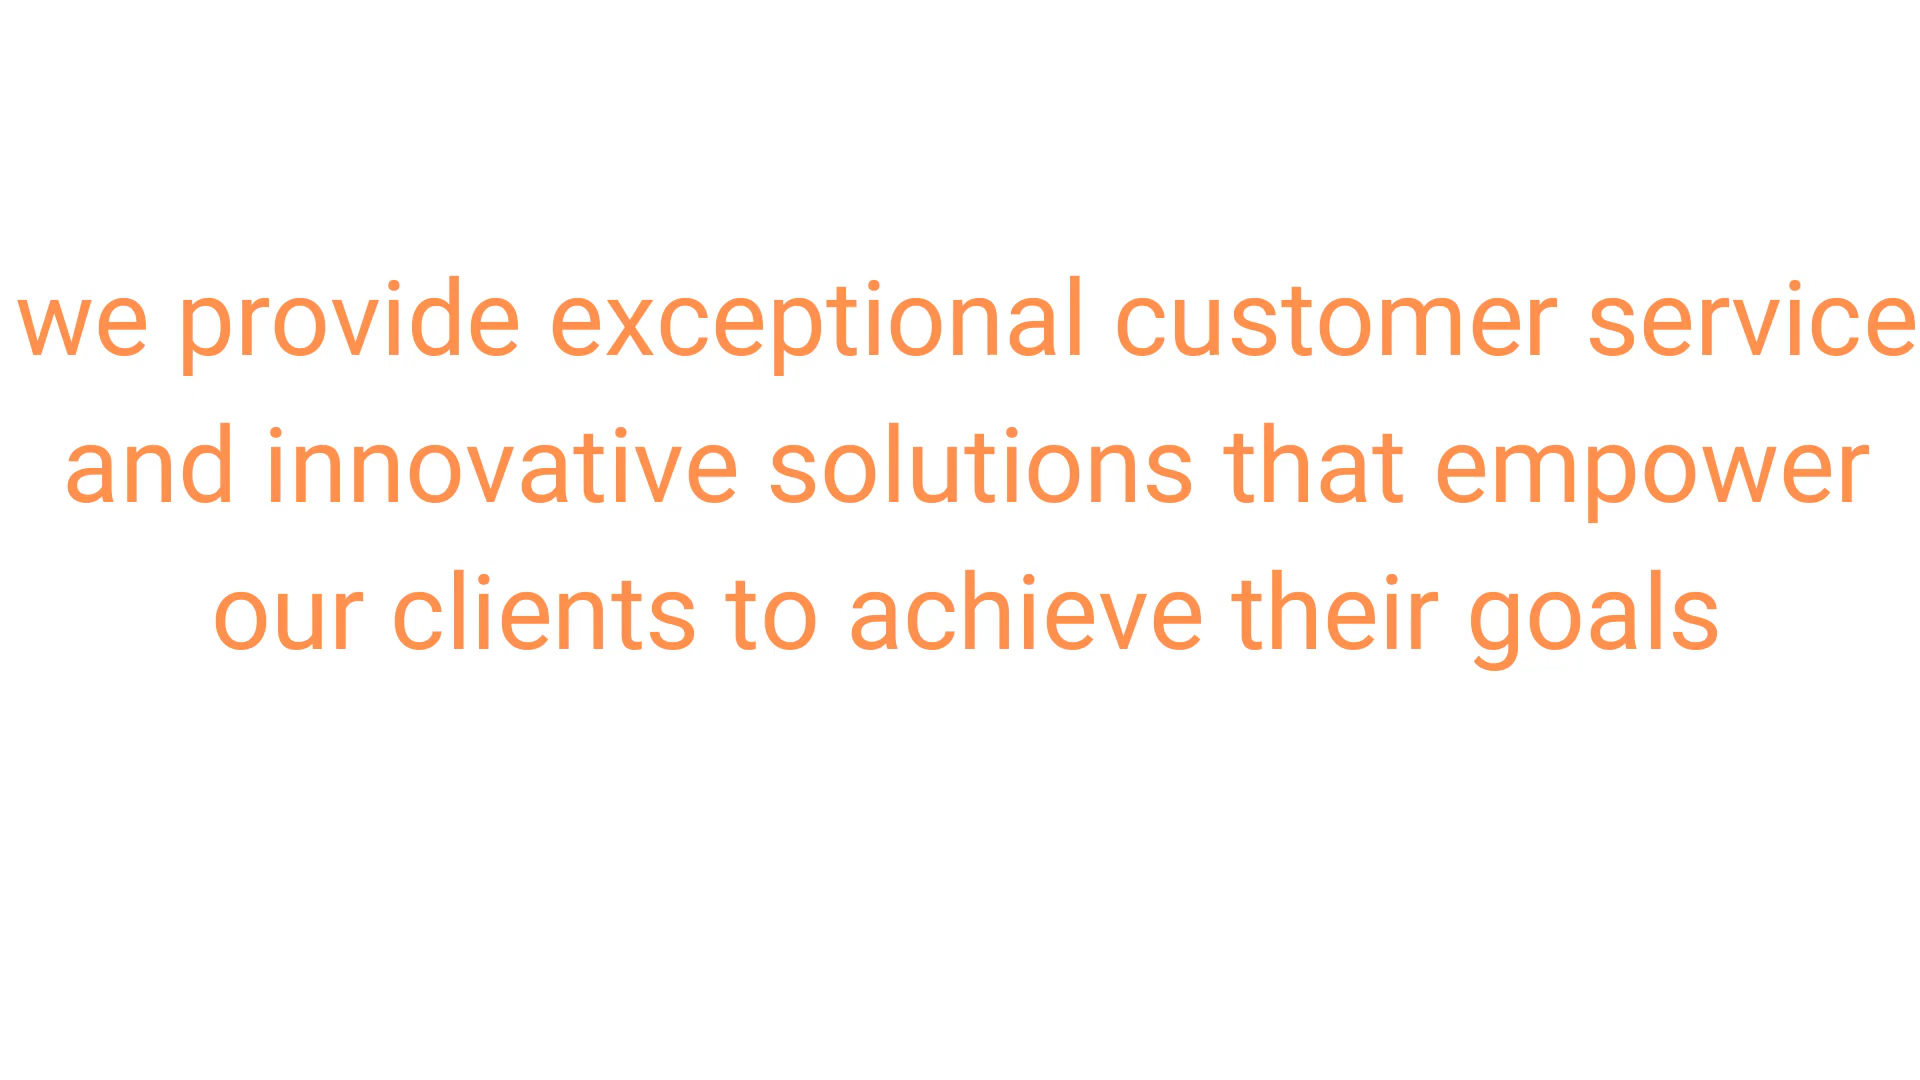 we provide exceptional customer service
and innovative solutions that empower
our clients to achieve their goals